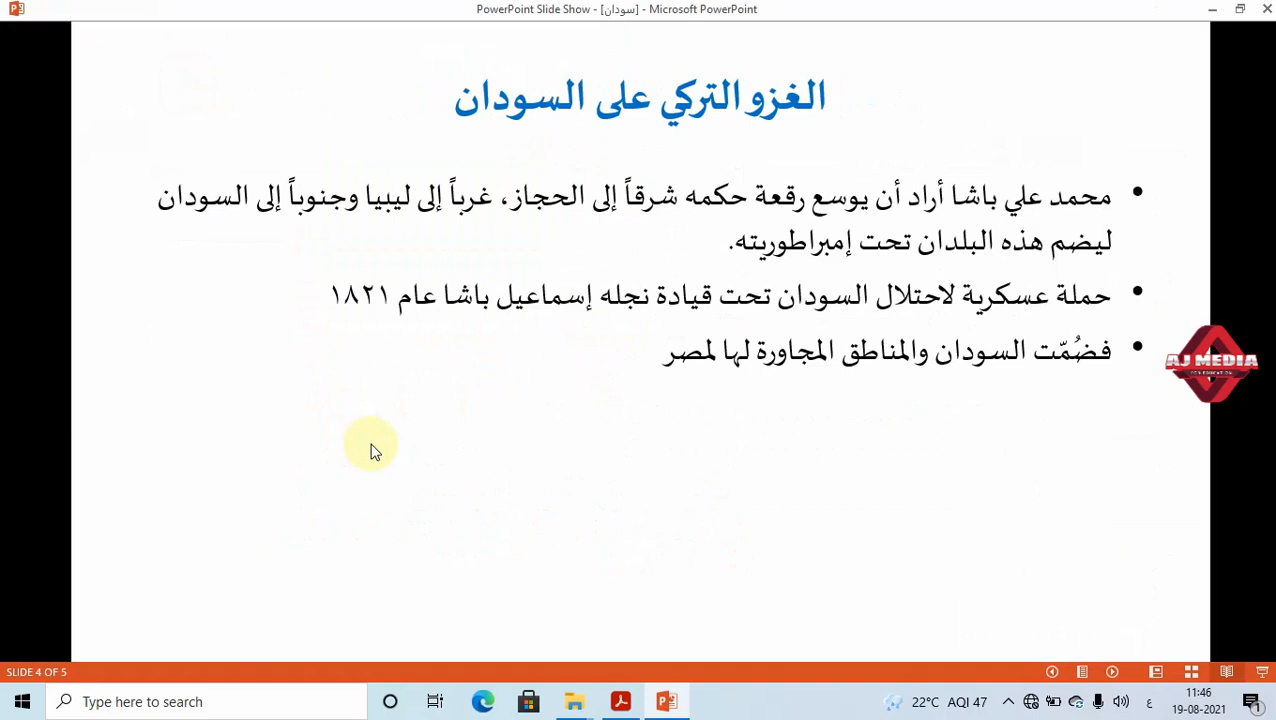 PowerPoint Slide Show - [سودان] - Microsoft PowerPoint
الغزو التركي على السودان
• محمد علي باشا أراد أن يوسع رقعة حكمه شرقاً إلى الحجاز، غرباً إلى ليبيا وجنوباً إلى السودان
ليضم هذه البلدان تحت إمبراطوريته.
• حملة عسكرية لاحتلال السودان تحت قيادة نجله إسماعيل باشا عام ١٨٢١
• فضُمّت السودان والمناطق المجاورة لها لمصر
AJ MEDIA
FOR EDUCATION
SLIDE 4 OF 5
Type here to search
22°C AQI 47
ع
11:46
19-08-2021
1